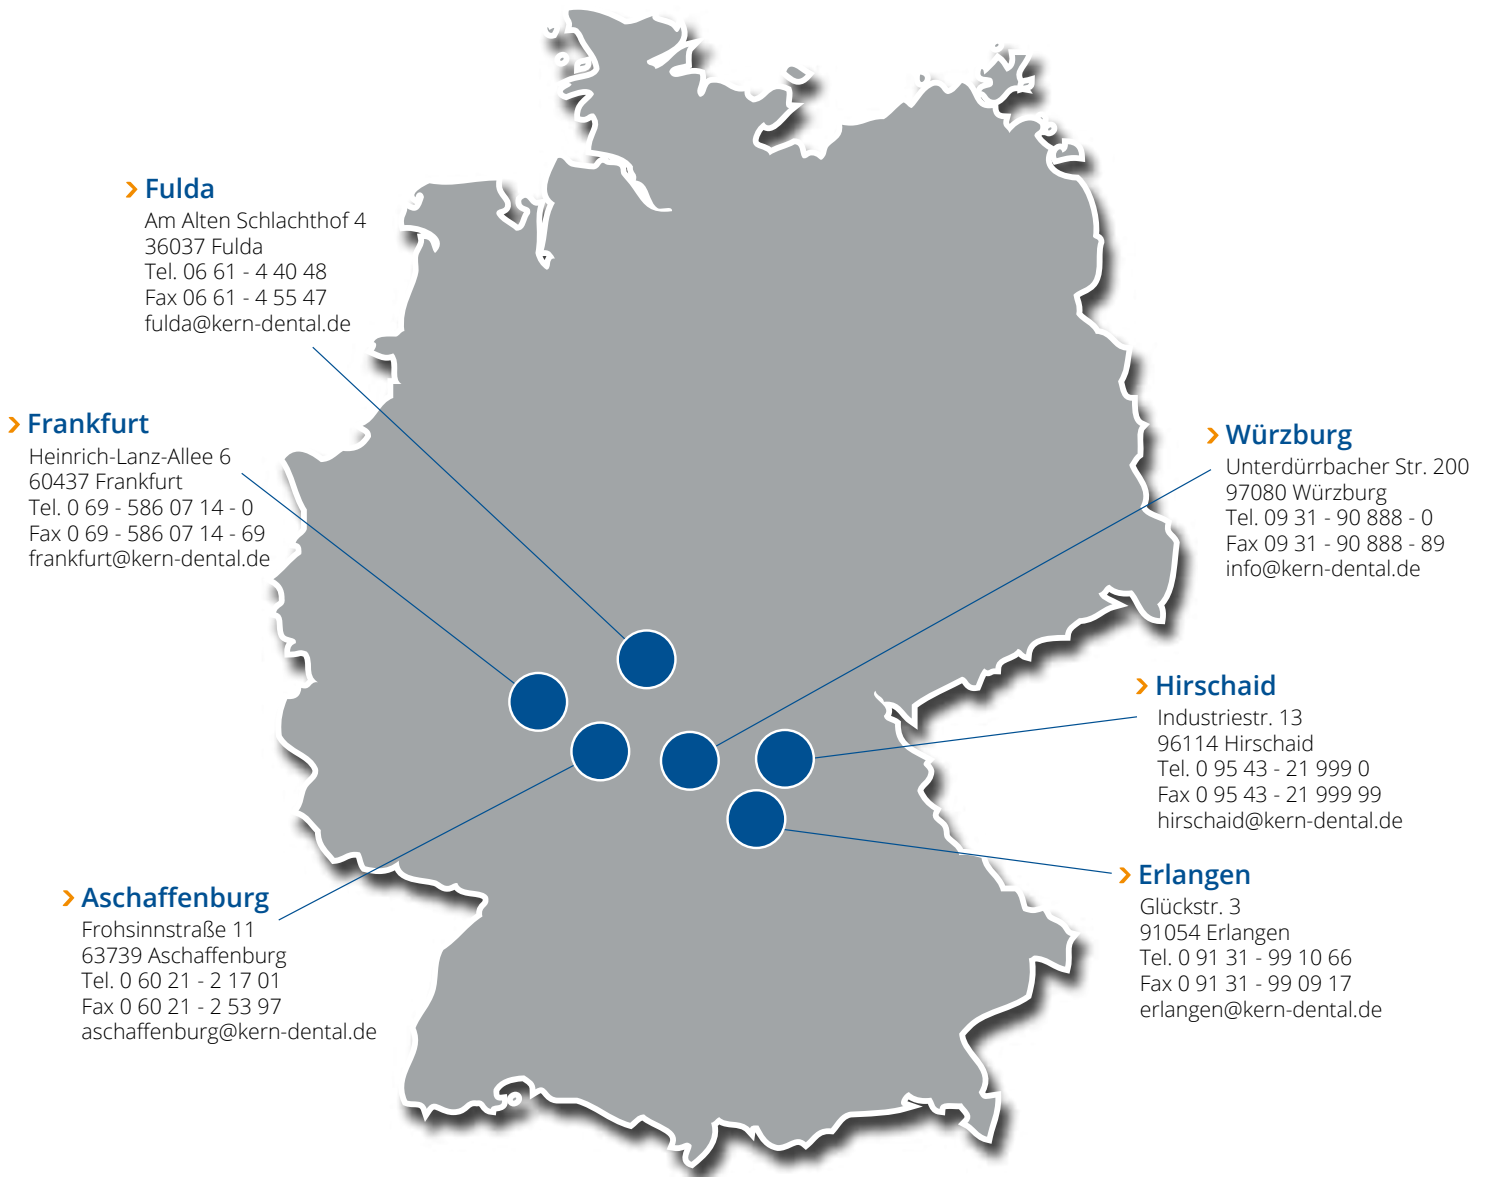 Fulda
Am Alten Schlachthof 4
36037 Fulda
Tel. 06 61 - 4 40 48
Fax 06 61 - 4 55 47
fulda@kern-dental.de
Frankfurt
Heinrich-Lanz-Allee 6
60437 Frankfurt
Tel. 0 69 - 586 07 14 - 0
Fax 0 69 - 586 07 14 - 69
frankfurt@kern-dental.de
Würzburg
Unterdürrbacher Str. 200
97080 Würzburg
Tel. 09 31 - 90 888 - 0
Fax 09 31 - 90 888 - 89
info@kern-dental.de
Hirschaid
Industriestr. 13
96114 Hirschaid
Tel. 0 95 43 - 21 999 0
Fax 0 95 43 - 21 999 99
hirschaid@kern-dental.de
Erlangen
Glückstr. 3
91054 Erlangen
Tel. 0 91 31 - 99 10 66
Fax 0 91 31 - 99 09 17
erlangen@kern-dental.de
Aschaffenburg
Frohsinnstraße 11
63739 Aschaffenburg
Tel. 0 60 21 - 2 17 01
Fax 0 60 21 - 2 53 97
aschaffenburg@kern-dental.de